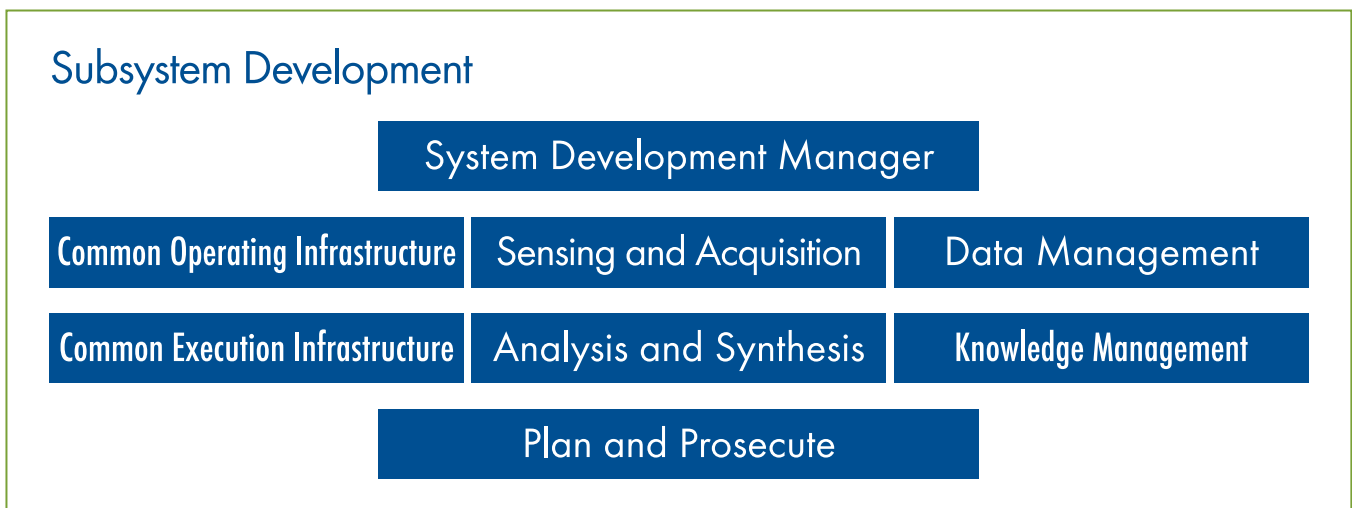 Subsystem Development
System Development Manager
Common Operating Infrastructure
Sensing and Acquisition
Data Management
Common Execution Infrastructure
Analysis and Synthesis
Knowledge Management
Plan and Prosecute